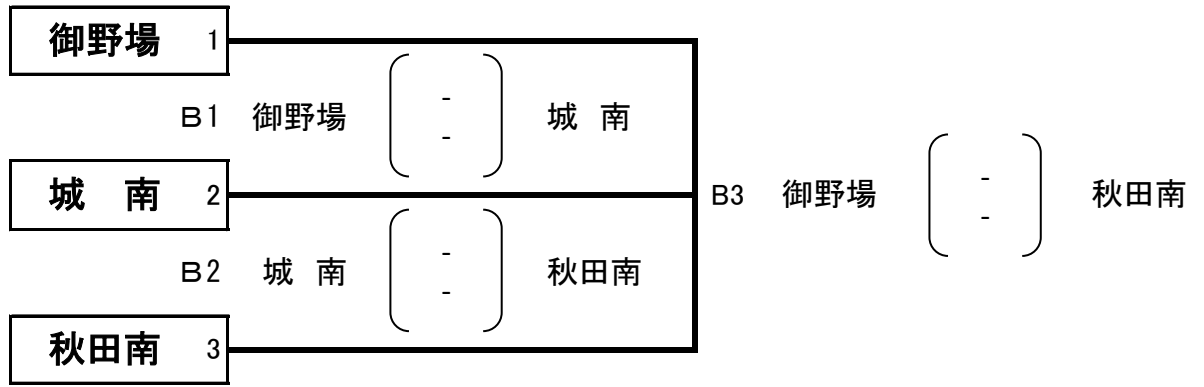 御野場 1
B1 御野場 - - 城 南
城 南 2
B3 御野場 - - 秋田南
B2 城 南 - - 秋田南
秋田南 3